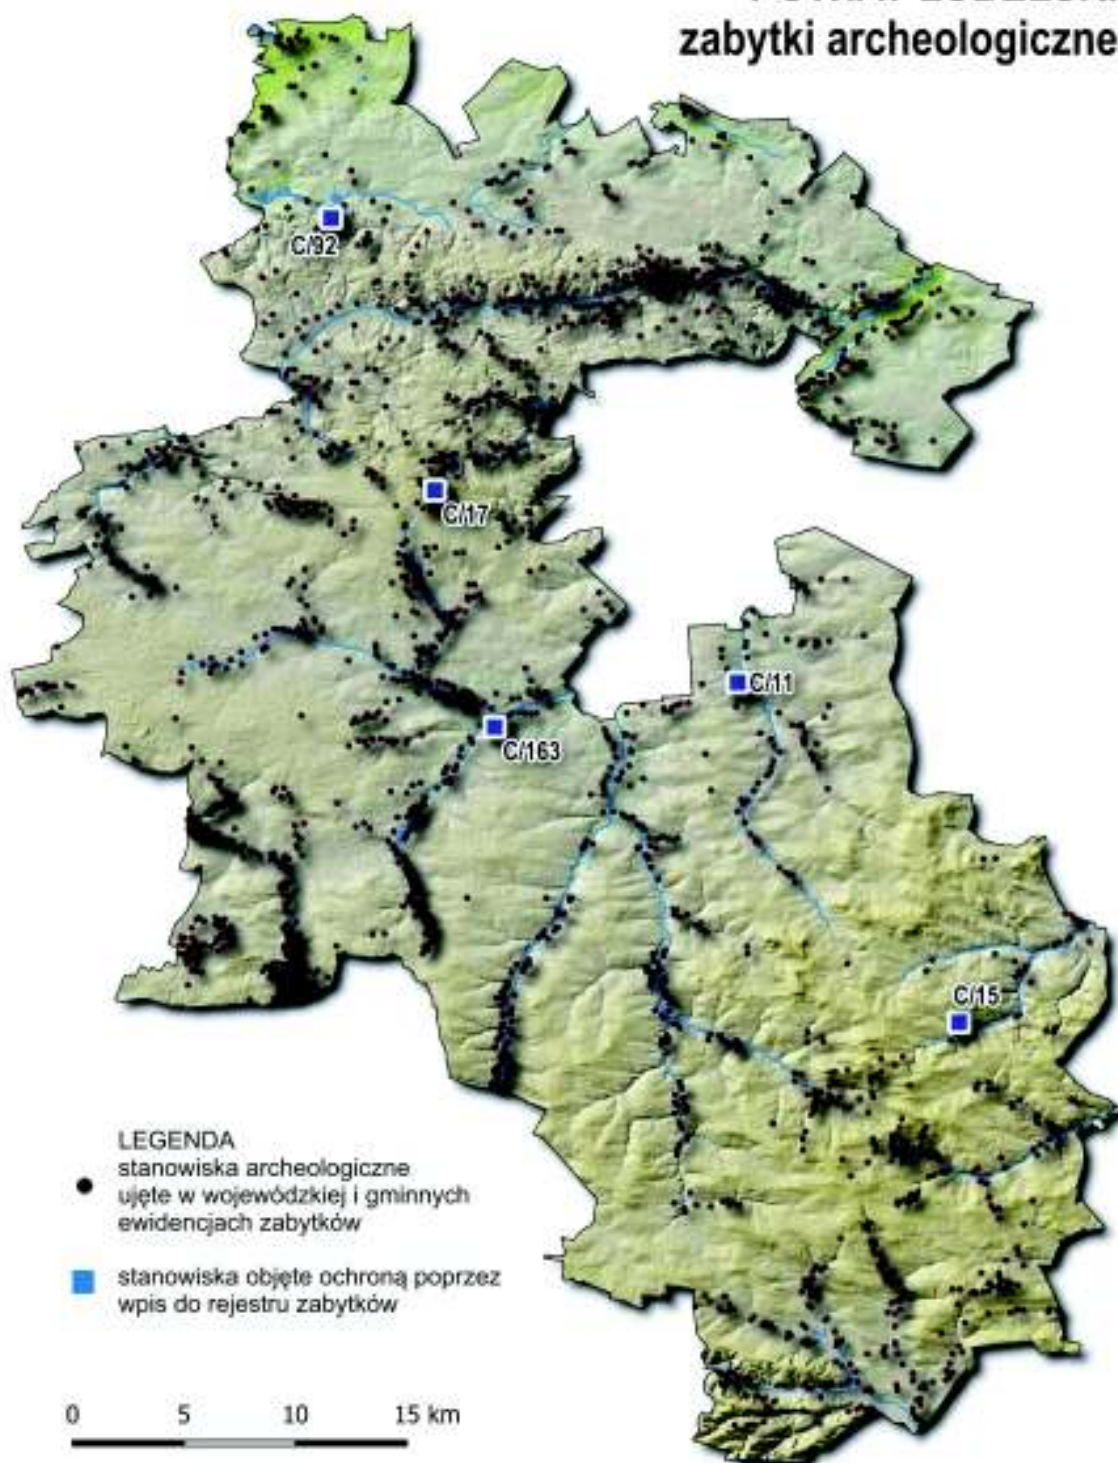 zabytki archeologiczne
C/92
C/17
C/11
C/163
C/15
LEGENDA
stanowiska archeologiczne
ujęte w wojewódzkiej i gminnych
ewidencjach zabytków
stanowiska objęte ochroną poprzez
wpis do rejestru zabytków
0 5 10 15 km